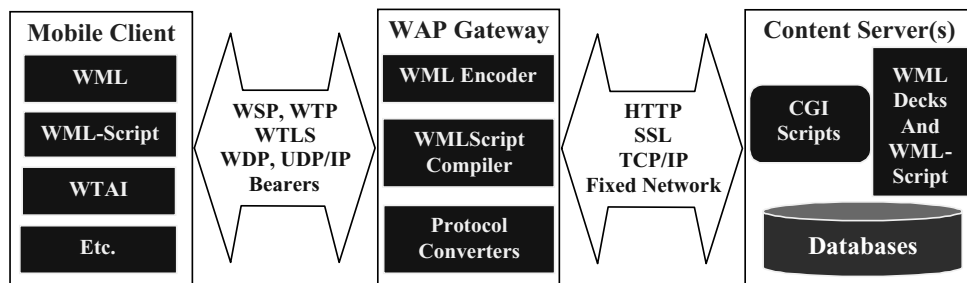 Mobile Client
WML
WML-Script
WTAI
Etc.
WSP, WTP
WTLS
WDP, UDP/IP
Bearers
WAP Gateway
WML Encoder
WMLScript
Compiler
Protocol
Converters
HTTP
SSL
TCP/IP
Fixed Network
Content Server(s)
CGI
Scripts
WML
Decks
And
WML-
Script
Databases